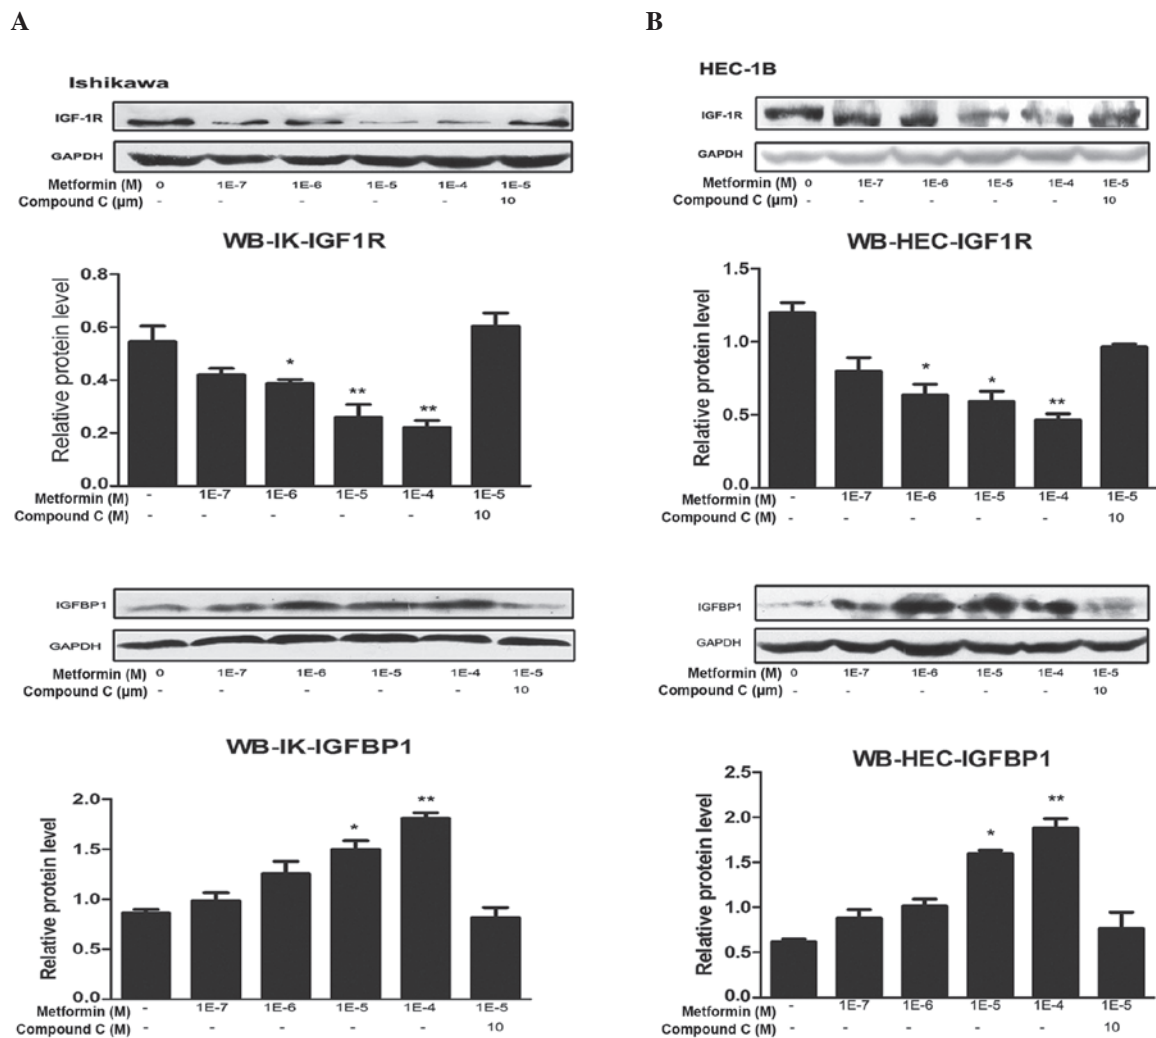 A
Ishikawa
IGF-1R
GAPDH
Metformin (M) 0 1E-7 1E-6 1E-5 1E-4 1E-5
Compound C (µm) - - - - - 10
WB-IK-IGF1R
Relative protein level
0.8
0.6
0.4
0.2
0.0
* ** **
Metformin (M) - 1E-7 1E-6 1E-5 1E-4 1E-5
Compound C (M) - - - - - 10
IGFBP1
GAPDH
Metformin (M) 0 1E-7 1E-6 1E-5 1E-4 1E-5
Compound C (µm) - - - - - 10
WB-IK-IGFBP1
Relative protein level
2.0
1.5
1.0
0.5
0.0
* **
Metformin (M) - 1E-7 1E-6 1E-5 1E-4 1E-5
Compound C (M) - - - - - 10
B
HEC-1B
IGF-1R
GAPDH
Metformin (M) 0 1E-7 1E-6 1E-5 1E-4 1E-5
Compound C (µm) - - - - - 10
WB-HEC-IGF1R
Relative protein level
1.5
1.0
0.5
0.0
* * **
Metformin (M) - 1E-7 1E-6 1E-5 1E-4 1E-5
Compound C (M) - - - - - 10
IGFBP1
GAPDH
Metformin (M) 0 1E-7 1E-6 1E-5 1E-4 1E-5
Compound C (µm) - - - - - 10
WB-HEC-IGFBP1
Relative protein level
2.5
2.0
1.5
1.0
0.5
0.0
* **
Metformin (M) - 1E-7 1E-6 1E-5 1E-4 1E-5
Compound C (M) - - - - - 10